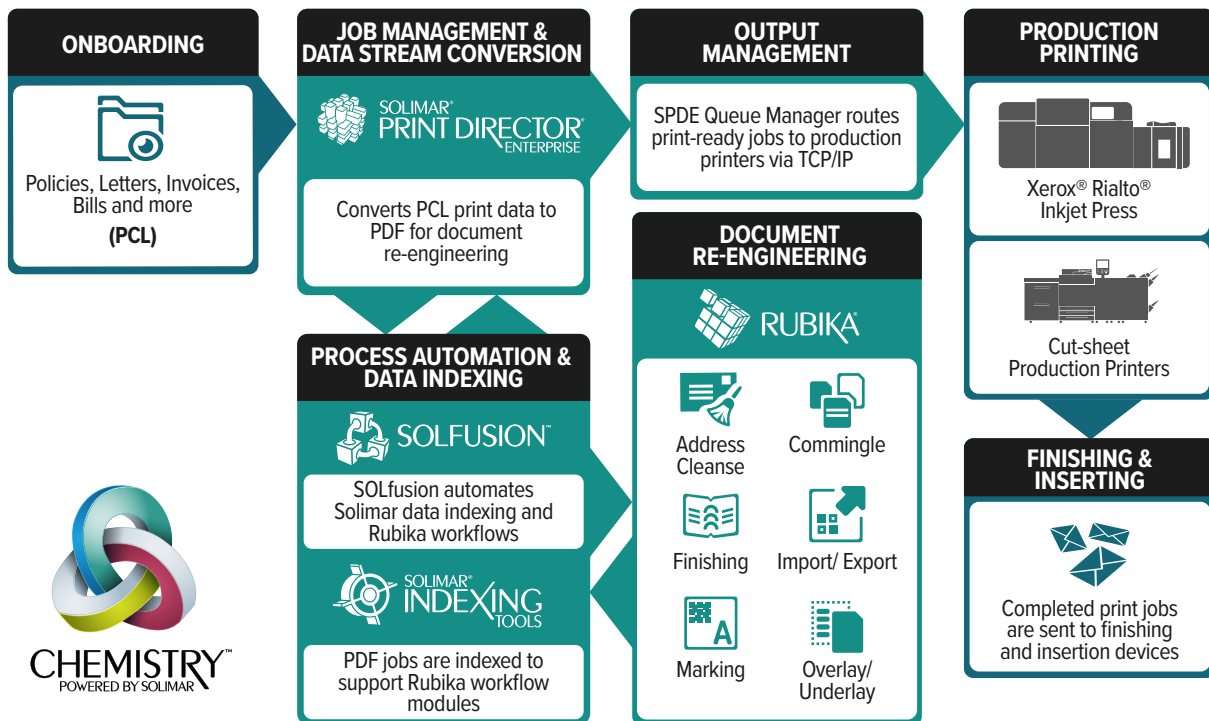 ONBOARDING
Policies, Letters, Invoices,
Bills and more
(PCL)
JOB MANAGEMENT &
DATA STREAM CONVERSION
SOLIMAR®
PRINT DIRECTOR®
ENTERPRISE
Converts PCL print data to
PDF for document
re-engineering
PROCESS AUTOMATION &
DATA INDEXING
SOLFUSION™
SOLfusion automates
Solimar data indexing and
Rubika workflows
SOLIMAR®
INDEXING
TOOLS
PDF jobs are indexed to
support Rubika workflow
modules
OUTPUT
MANAGEMENT
SPDE Queue Manager routes
print-ready jobs to production
printers via TCP/IP
DOCUMENT
RE-ENGINEERING
RUBIKA®
Address
Cleanse
Commingle
Finishing
Import/ Export
A
Marking
Overlay/
Underlay
PRODUCTION
PRINTING
Xerox® Rialto®
Inkjet Press
Cut-sheet
Production Printers
FINISHING &
INSERTING
Completed print jobs
are sent to finishing
and insertion devices
CHEMISTRY™
POWERED BY SOLIMAR